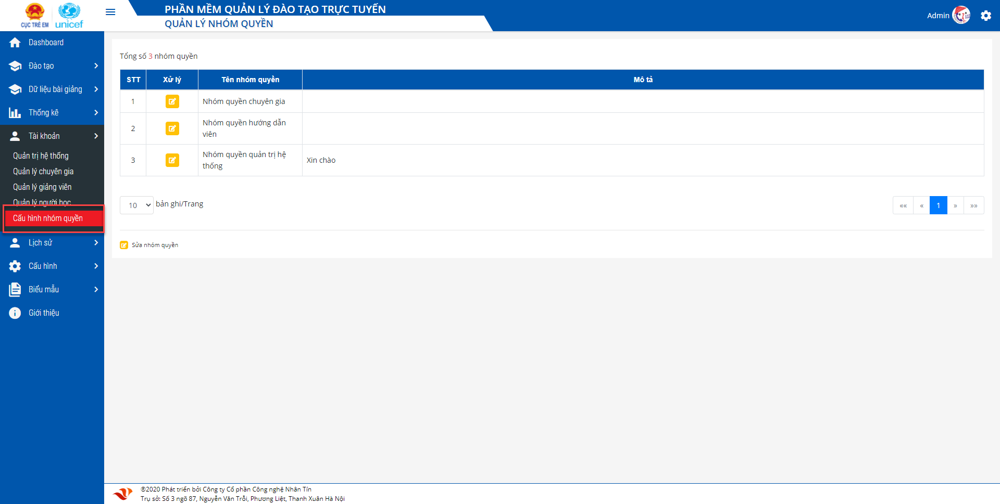 CỤC TRẺ EM
unicef
PHẦN MỀM QUẢN LÝ ĐÀO TẠO TRỰC TUYẾN
QUẢN LÝ NHÓM QUYỀN
Admin
Dashboard
Đào tạo
Dữ liệu bài giảng
Thống kê
Tài khoản
Quản trị hệ thống
Quản lý chuyên gia
Quản lý giảng viên
Quản lý người học
Cấu hình nhóm quyền
Lịch sử
Cấu hình
Biểu mẫu
Giới thiệu
Tổng số 3 nhóm quyền
STT Xử lý Tên nhóm quyền Mô tả
1 Nhóm quyền chuyên gia
2 Nhóm quyền hướng dẫn
viên
3 Nhóm quyền quản trị hệ
thống
Xin chào
10 bản ghi/Trang
«« « 1 » »»
Sửa nhóm quyền
®2020 Phát triển bởi Công ty Cổ phần Công nghệ Nhân Tín
Trụ sở: Số 3 ngõ 87, Nguyễn Văn Trỗi, Phương Liệt, Thanh Xuân Hà Nội